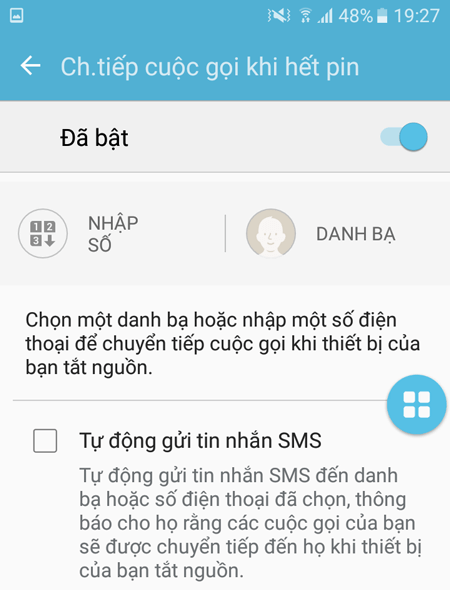 48% 19:27
Ch.tiếp cuộc gọi khi hết pin
Đã bật
1 2 3
NHẬP
SỐ
DANH BẠ
Chọn một danh bạ hoặc nhập một số điện
thoại để chuyển tiếp cuộc gọi khi thiết bị của
bạn tắt nguồn.
Tự động gửi tin nhắn SMS
Tự động gửi tin nhắn SMS đến danh
bạ hoặc số điện thoại đã chọn, thông
báo cho họ rằng các cuộc gọi của bạn
sẽ được chuyển tiếp đến họ khi thiết bị
của bạn tắt nguồn.